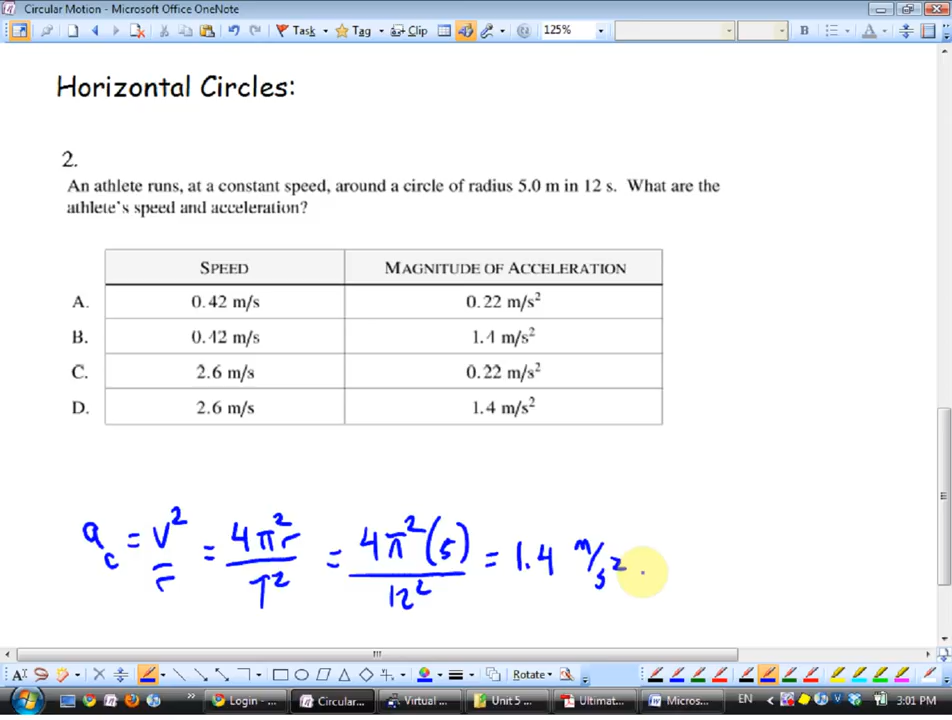 Circular Motion - Microsoft Office OneNote
Task Tag Clip 125% B A
Horizontal Circles:
2.
An athlete runs, at a constant speed, around a circle of radius 5.0 m in 12 s. What are the
athlete's speed and acceleration?
SPEED MAGNITUDE OF ACCELERATION
A. 0.42 m/s 0.22 m/s²
B. 0.42 m/s 1.4 m/s²
C. 2.6 m/s 0.22 m/s²
D. 2.6 m/s 1.4 m/s²
a_c = v²/r = 4π²r/T² = 4π²(5)/12² = 1.4 m/s²
Rotate
Login - ... Circular... Virtual ... Unit 5 ... Ultimat... Micros... EN 3:01 PM